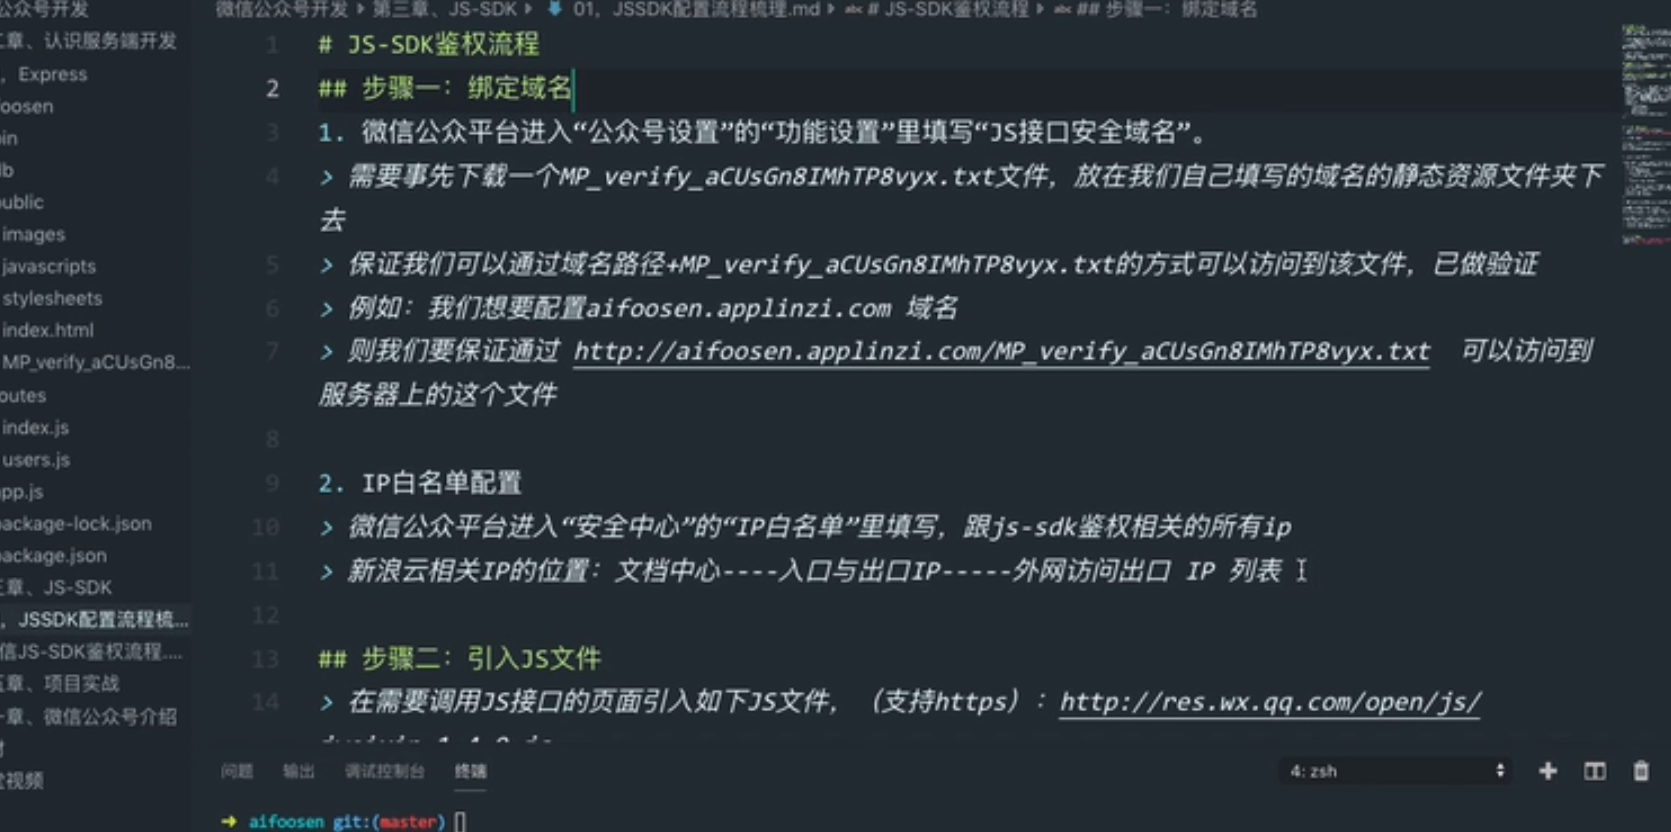 公众号开发
微信公众号开发 › 第三章、JS-SDK › 01, JSSDK配置流程梳理.md › abc # JS-SDK鉴权流程 › abc ## 步骤一：绑定域名
章、认识服务端开发
, Express
oosen
in
b
ublic
images
javascripts
stylesheets
index.html
MP_verify_aCUsGn8...
outes
index.js
users.js
pp.js
ackage-lock.json
ackage.json
章、JS-SDK
, JSSDK配置流程梳...
信JS-SDK鉴权流程....
章、项目实战
章、微信公众号介绍
视频
1 # JS-SDK鉴权流程
2 ## 步骤一：绑定域名
3 1. 微信公众平台进入“公众号设置”的“功能设置”里填写“JS接口安全域名”。
4 > 需要事先下载一个MP_verify_aCUsGn8IMhTP8vyx.txt文件，放在我们自己填写的域名的静态资源文件夹下
去
5 > 保证我们可以通过域名路径+MP_verify_aCUsGn8IMhTP8vyx.txt的方式可以访问到该文件，已做验证
6 > 例如：我们想要配置aifoosen.applinzi.com 域名
7 > 则我们要保证通过 http://aifoosen.applinzi.com/MP_verify_aCUsGn8IMhTP8vyx.txt 可以访问到
服务器上的这个文件
8
9 2. IP白名单配置
10 > 微信公众平台进入“安全中心”的“IP白名单”里填写，跟js-sdk鉴权相关的所有ip
11 > 新浪云相关IP的位置：文档中心----入口与出口IP-----外网访问出口 IP 列表
12
13 ## 步骤二：引入JS文件
14 > 在需要调用JS接口的页面引入如下JS文件，（支持https）：http://res.wx.qq.com/open/js/
问题 输出 调试控制台 终端 4: zsh
→ aifoosen git:(master)